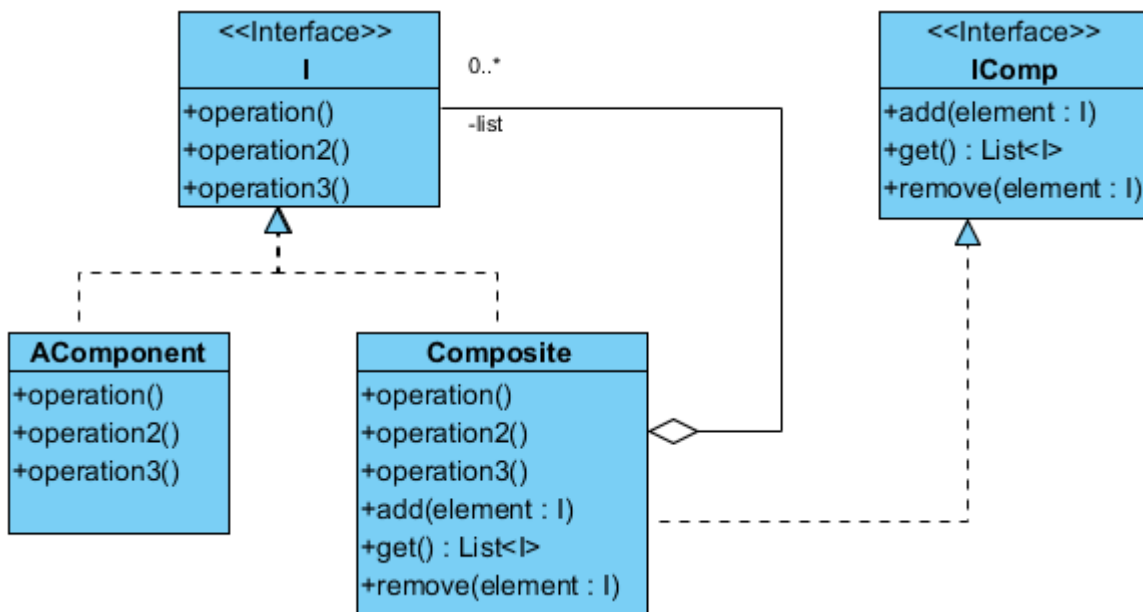 <<Interface>>
I
+operation()
+operation2()
+operation3()
0..*
-list
<<Interface>>
IComp
+add(element : I)
+get() : List<I>
+remove(element : I)
AComponent
+operation()
+operation2()
+operation3()
Composite
+operation()
+operation2()
+operation3()
+add(element : I)
+get() : List<I>
+remove(element : I)